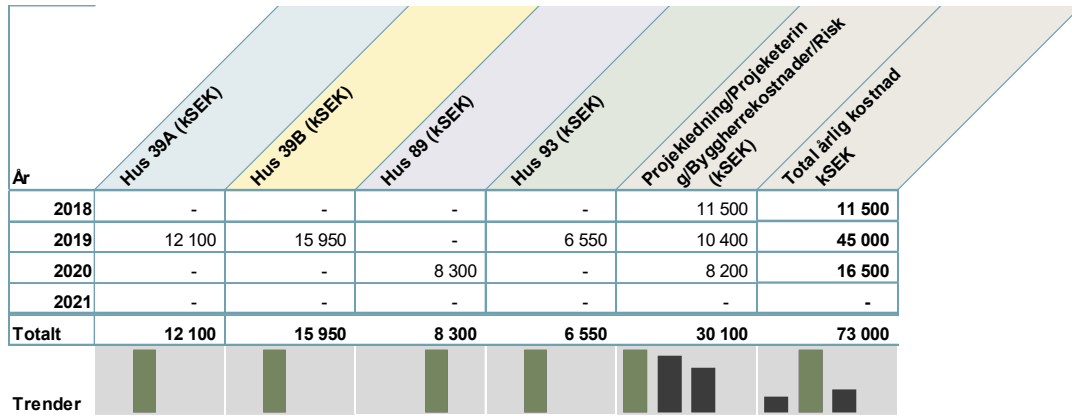 År
Hus 39A (kSEK)
Hus 39B (kSEK)
Hus 89 (kSEK)
Hus 93 (kSEK)
Projekledning/Projekterin
g/Byggherrekostnader/Risk
(kSEK)
Total årlig kostnad
kSEK
2018 - - - - 11 500 11 500
2019 12 100 15 950 - 6 550 10 400 45 000
2020 - - 8 300 - 8 200 16 500
2021 - - - - - -
Totalt 12 100 15 950 8 300 6 550 30 100 73 000
Trender